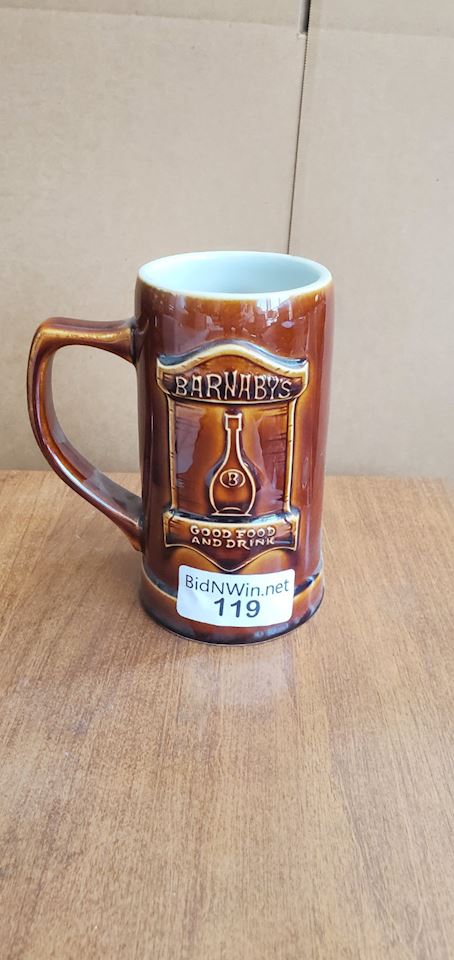 BARNABY'S
B
GOOD FOOD
AND DRINK
BidNWin.net
119